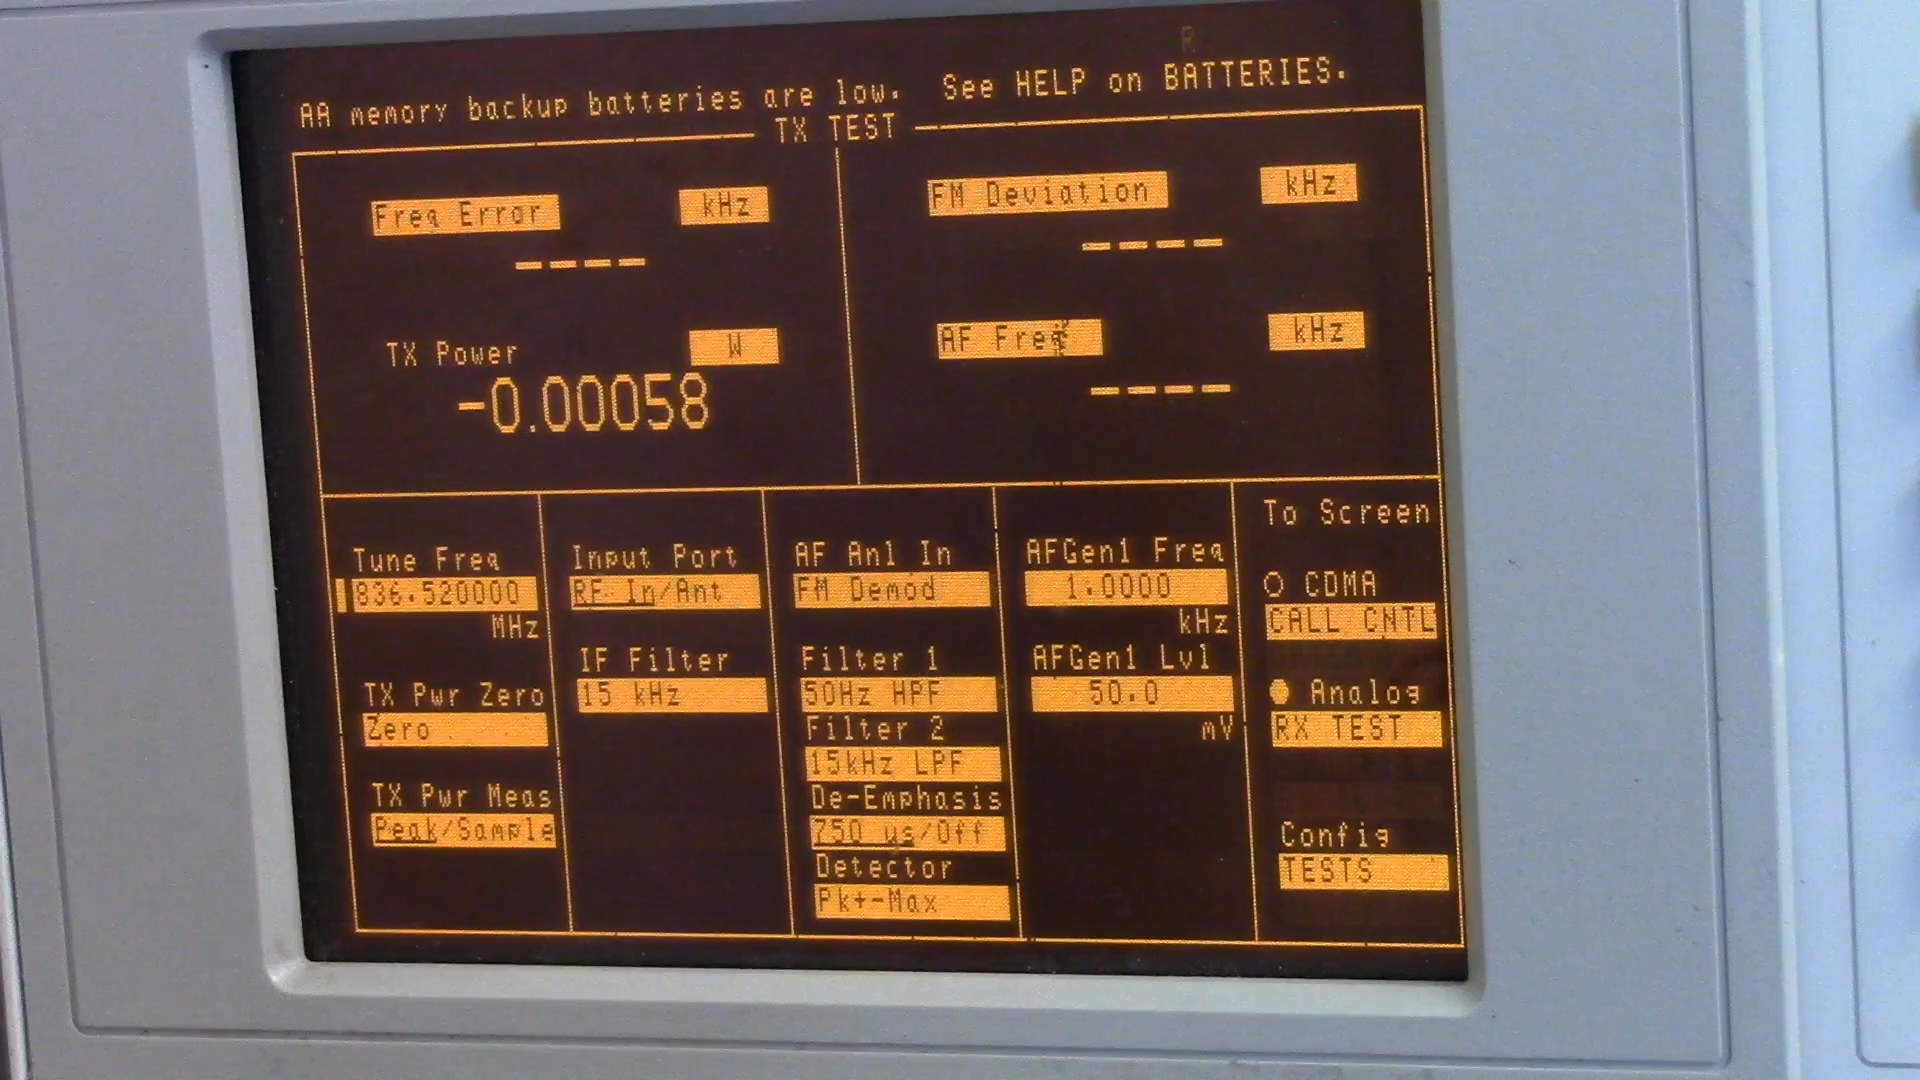 R
AA memory backup batteries are low. See HELP on BATTERIES.
TX TEST
Freq Error kHz
----
FM Deviation kHz
----
TX Power W
-0.00058
AF Freq kHz
----
Tune Freq
836.520000
MHz
TX Pwr Zero
Zero
TX Pwr Meas
Peak/Sample
Input Port
RF In/Ant
IF Filter
15 kHz
AF Anl In
FM Demod
Filter 1
50Hz HPF
Filter 2
15kHz LPF
De-Emphasis
750 µs/Off
Detector
Pk+-Max
AFGen1 Freq
1.0000
kHz
AFGen1 Lvl
50.0
mV
To Screen
CDMA
CALL CNTL
Analog
RX TEST
Config
TESTS